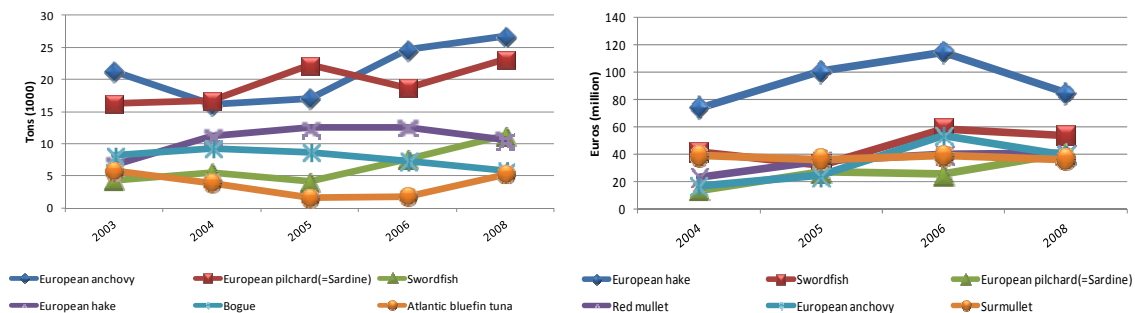 30
25
20
15
10
5
0
Tons (1000)
2003 2004 2005 2006 2008
European anchovy European pilchard(=Sardine) Swordfish
European hake Bogue Atlantic bluefin tuna
140
120
100
80
60
40
20
0
Euros (million)
2004 2005 2006 2008
European hake Swordfish European pilchard(=Sardine)
Red mullet European anchovy Surmullet